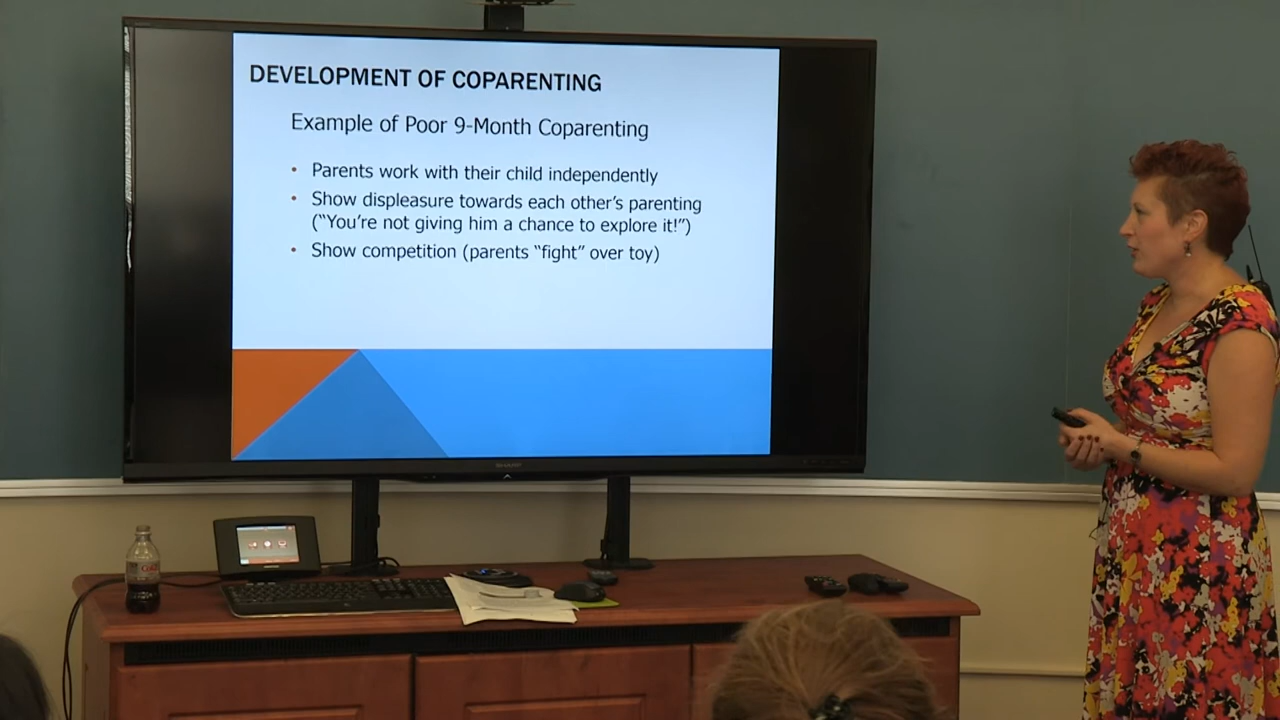 DEVELOPMENT OF COPARENTING
Example of Poor 9-Month Coparenting
• Parents work with their child independently
• Show displeasure towards each other's parenting
("You're not giving him a chance to explore it!")
• Show competition (parents "fight" over toy)
SHARP